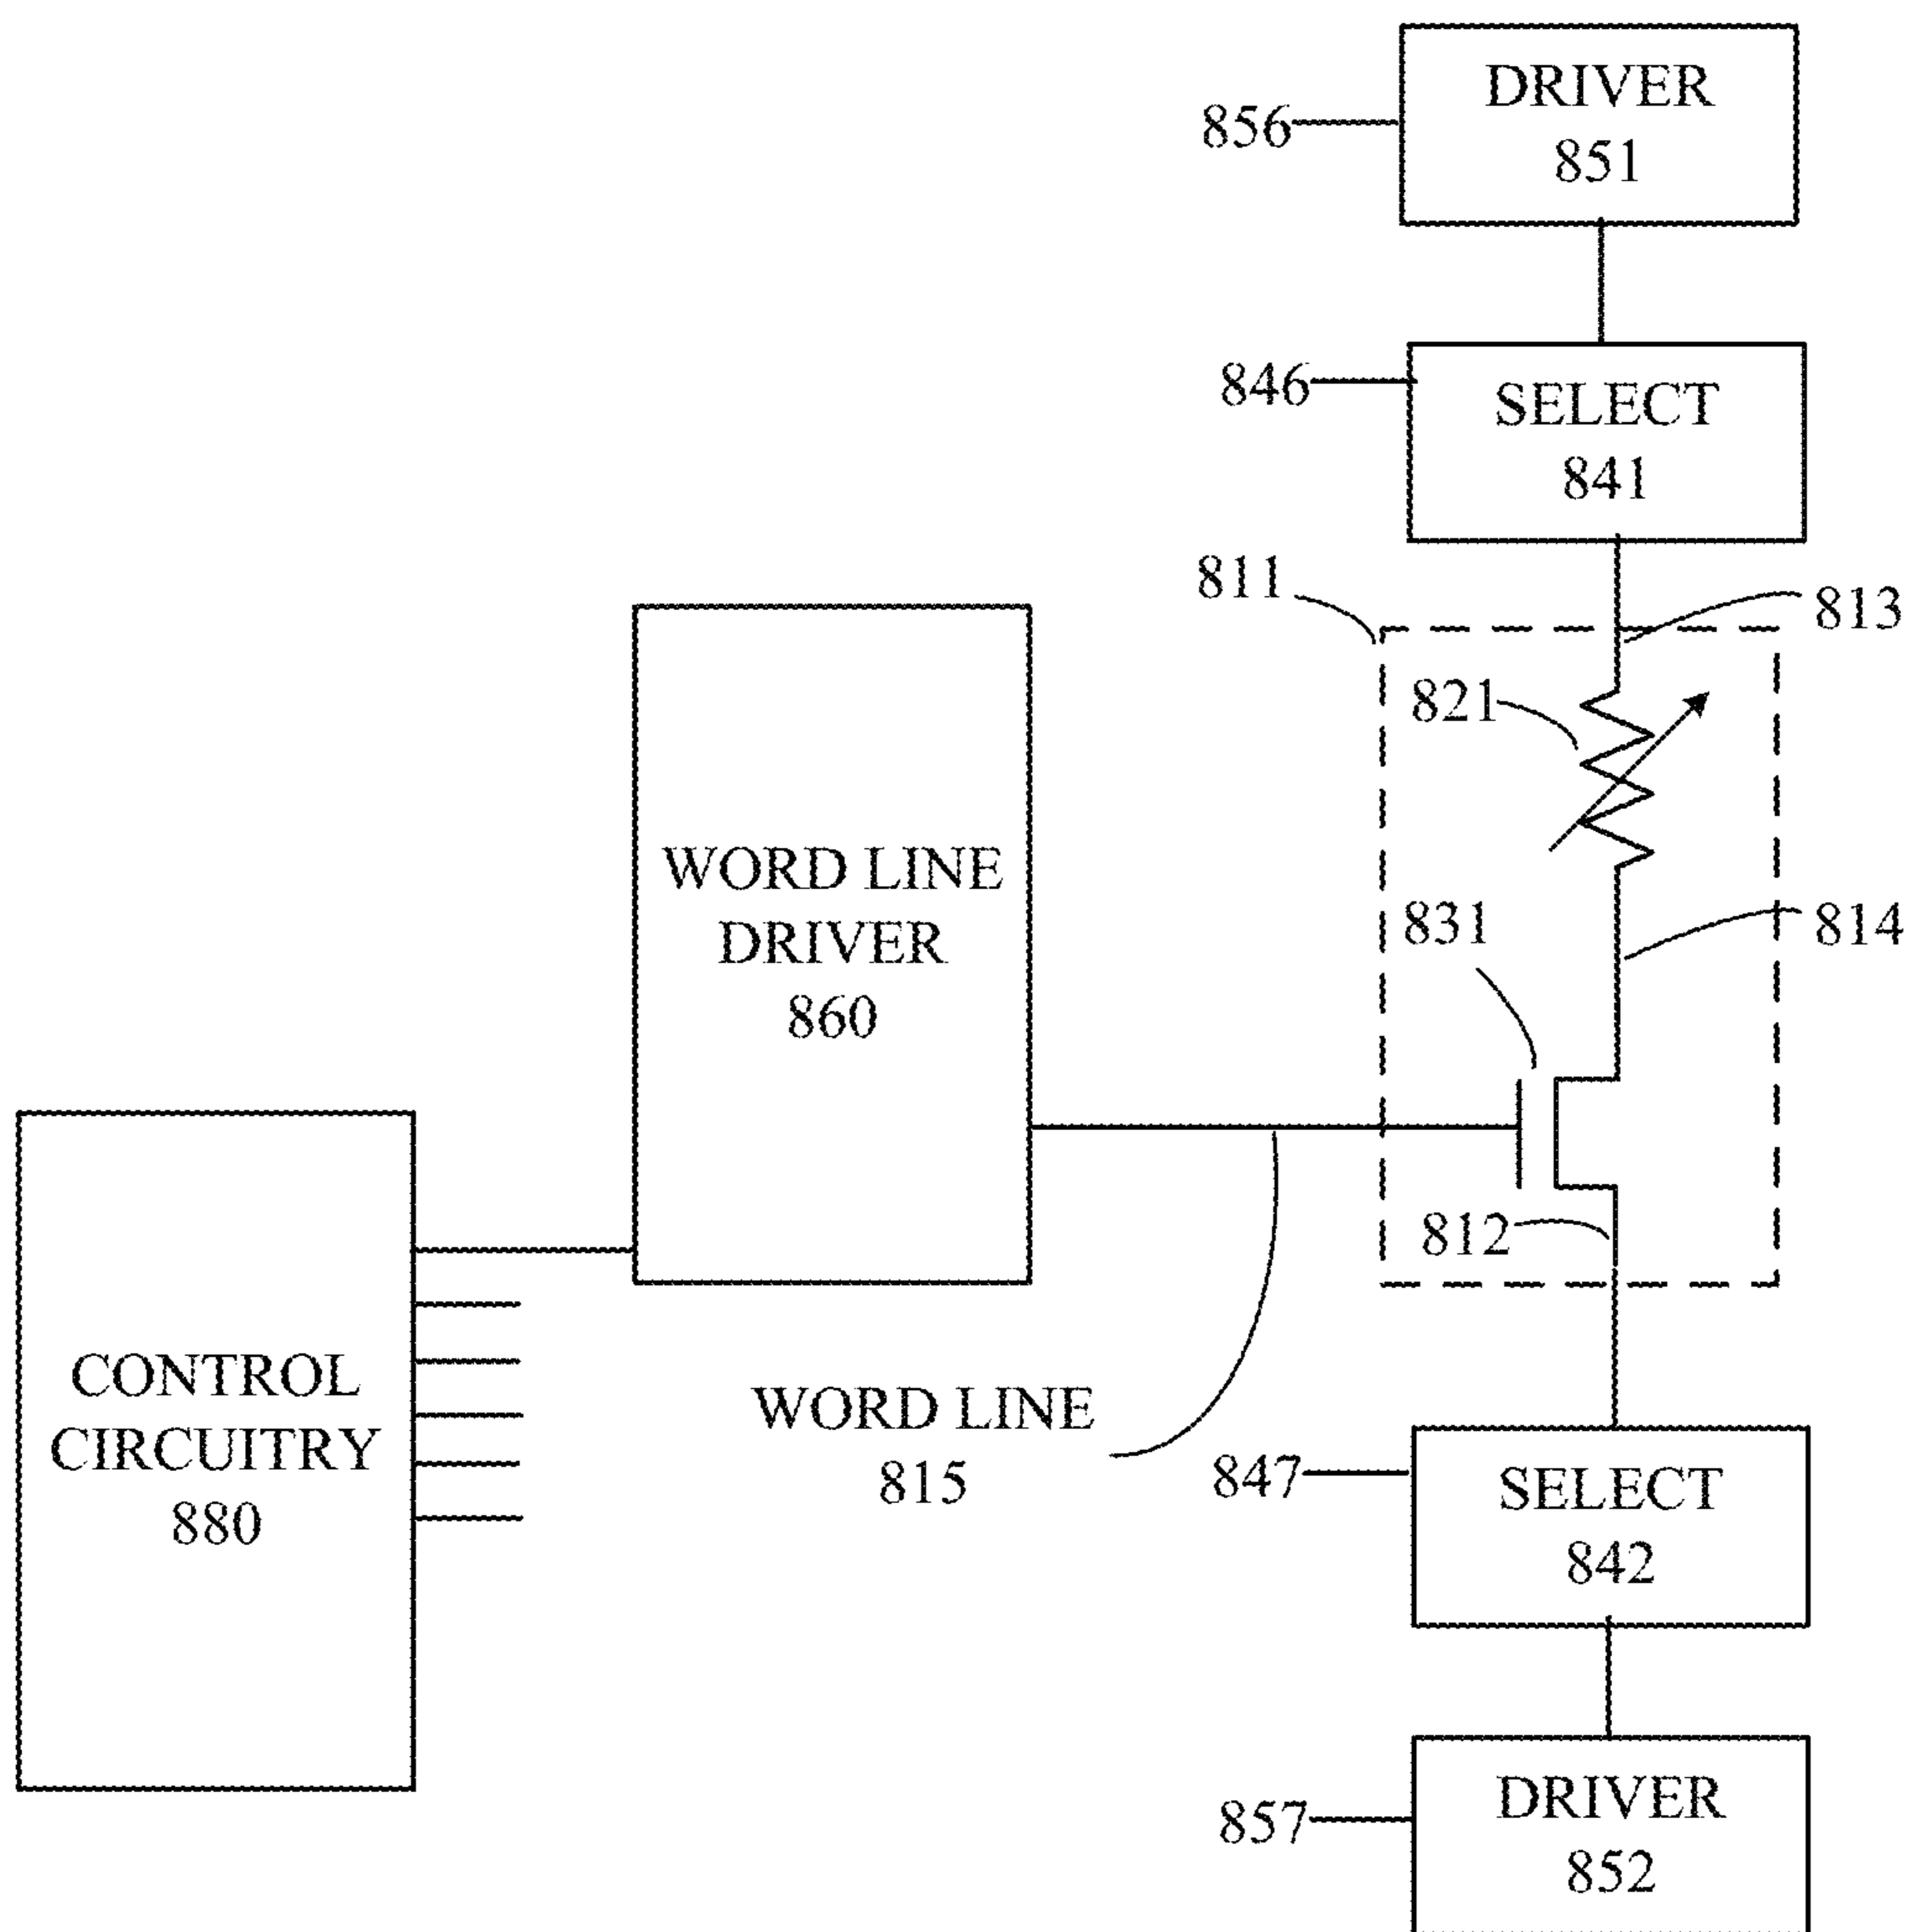 DRIVER
851
856
846
SELECT
841
811
813
821
WORD LINE
DRIVER
860
831
814
812
CONTROL
CIRCUITRY
880
WORD LINE
815
847
SELECT
842
857
DRIVER
852